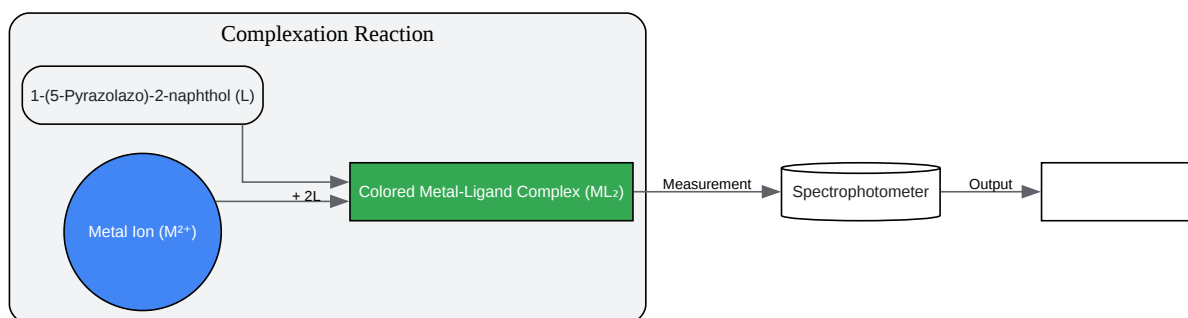 Complexation Reaction
1-(5-Pyrazolazo)-2-naphthol (L)
Metal Ion (M²⁺)
+ 2L
Colored Metal-Ligand Complex (ML₂)
Measurement
Spectrophotometer
Output